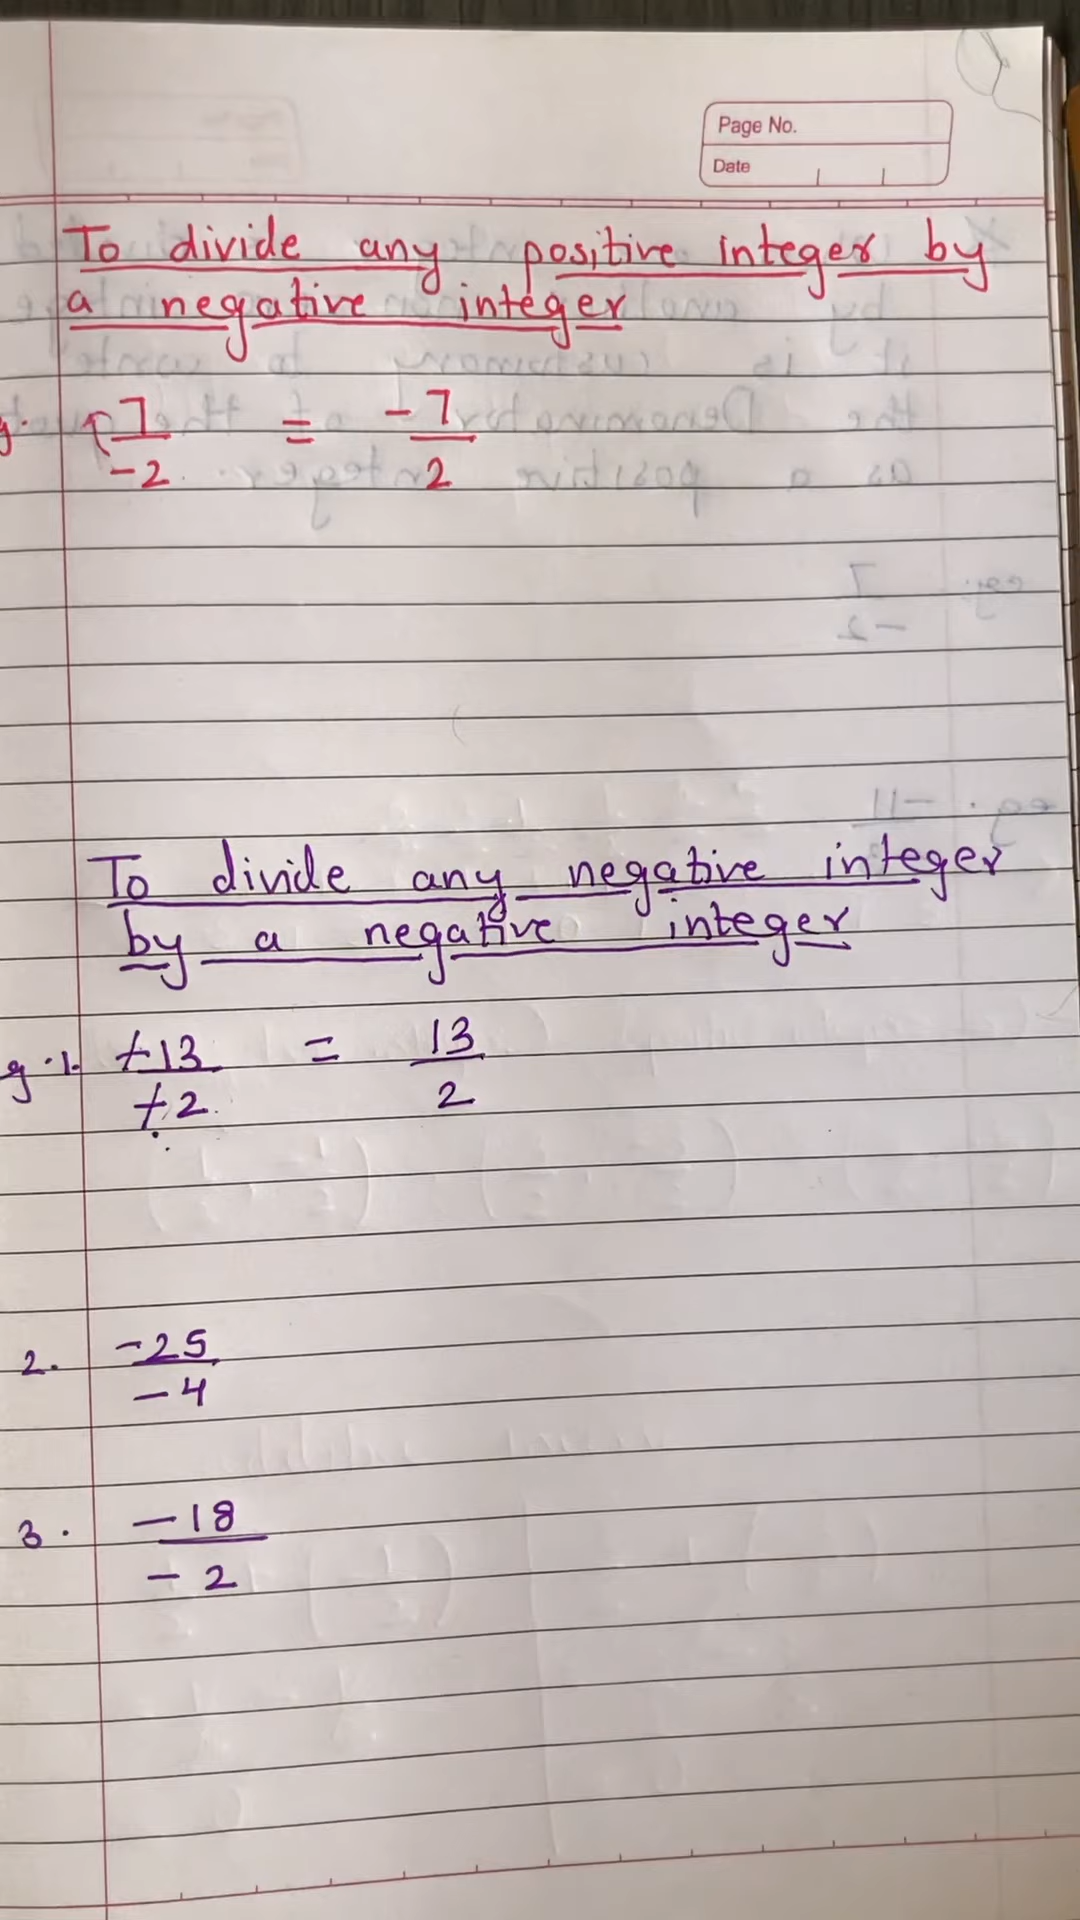 Page No.
Date
To divide any positive integer by
a negative integer
g. 7/-2 = -7/2
To divide any negative integer
by a negative integer
g. 1. -13/-2 = 13/2
2. -25/-4
3. -18/-2